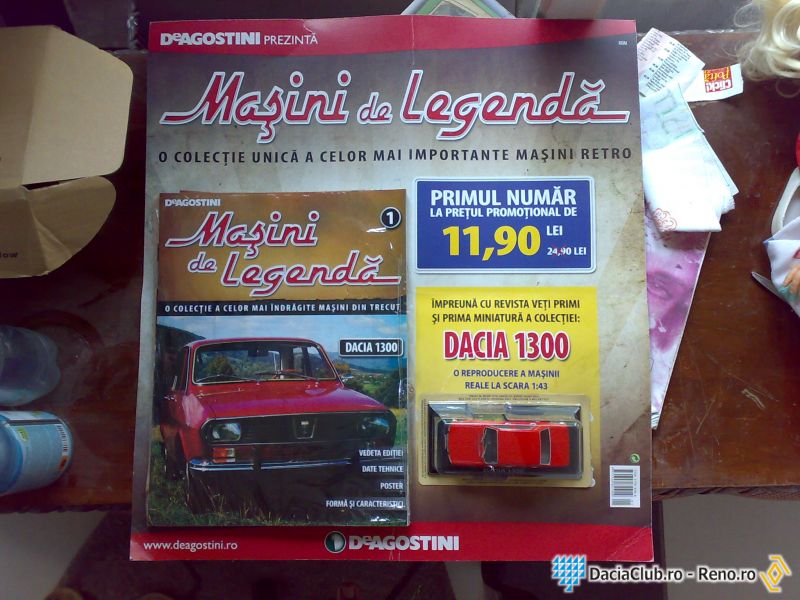 DeAGOSTINI PREZINTĂ
Mașini de Legendă
O COLECȚIE UNICĂ A CELOR MAI IMPORTANTE MAȘINI RETRO
DeAGOSTINI
1
Mașini
de Legendă
O COLECȚIE A CELOR MAI ÎNDRĂGITE MAȘINI DIN TRECUT
DACIA 1300
VEDETA EDIȚIEI
DATE TEHNICE
POSTER
FORMĂ ȘI CARACTERISTICI
PRIMUL NUMĂR
LA PREȚUL PROMOȚIONAL DE
11,90 LEI
24,90 LEI
ÎMPREUNĂ CU REVISTA VEȚI PRIMI
ȘI PRIMA MINIATURĂ A COLECȚIEI:
DACIA 1300
O REPRODUCERE A MAȘINII
REALE LA SCARA 1:43
www.deagostini.ro
DeAGOSTINI
Click!
Poftă
low
DaciaClub.ro - Reno.ro